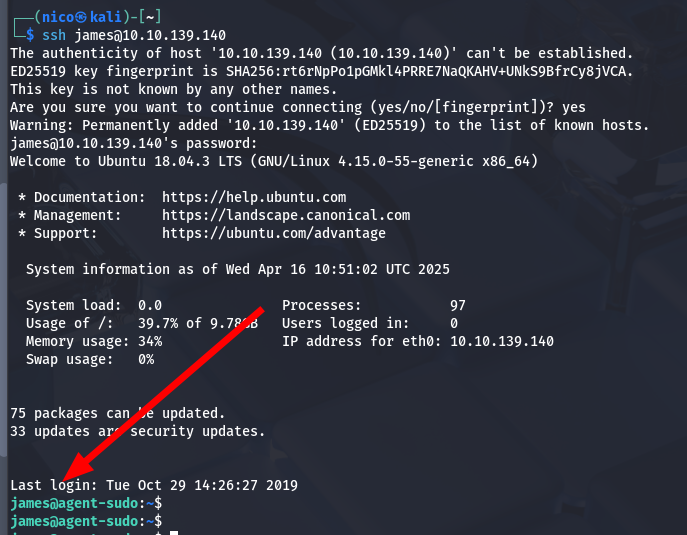 ┌──(nico㉿kali)-[~]
└─$ ssh james@10.10.139.140
The authenticity of host '10.10.139.140 (10.10.139.140)' can't be established.
ED25519 key fingerprint is SHA256:rt6rNpPo1pGMkl4PRRE7NaQKAHV+UNkS9BfrCy8jVCA.
This key is not known by any other names.
Are you sure you want to continue connecting (yes/no/[fingerprint])? yes
Warning: Permanently added '10.10.139.140' (ED25519) to the list of known hosts.
james@10.10.139.140's password:
Welcome to Ubuntu 18.04.3 LTS (GNU/Linux 4.15.0-55-generic x86_64)
* Documentation: https://help.ubuntu.com
* Management: https://landscape.canonical.com
* Support: https://ubuntu.com/advantage
System information as of Wed Apr 16 10:51:02 UTC 2025
System load: 0.0 Processes: 97
Usage of /: 39.7% of 9.78GB Users logged in: 0
Memory usage: 34% IP address for eth0: 10.10.139.140
Swap usage: 0%
75 packages can be updated.
33 updates are security updates.
Last login: Tue Oct 29 14:26:27 2019
james@agent-sudo:~$
james@agent-sudo:~$
james@agent-sudo:~$